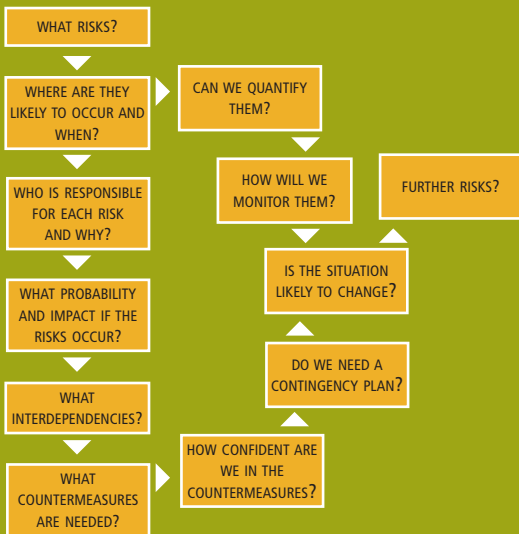 WHAT RISKS?
WHERE ARE THEY
LIKELY TO OCCUR AND
WHEN?
CAN WE QUANTIFY
THEM?
WHO IS RESPONSIBLE
FOR EACH RISK
AND WHY?
HOW WILL WE
MONITOR THEM?
FURTHER RISKS?
WHAT PROBABILITY
AND IMPACT IF THE
RISKS OCCUR?
IS THE SITUATION
LIKELY TO CHANGE?
WHAT
INTERDEPENDENCIES?
DO WE NEED A
CONTINGENCY PLAN?
WHAT
COUNTERMEASURES
ARE NEEDED?
HOW CONFIDENT ARE
WE IN THE
COUNTERMEASURES?